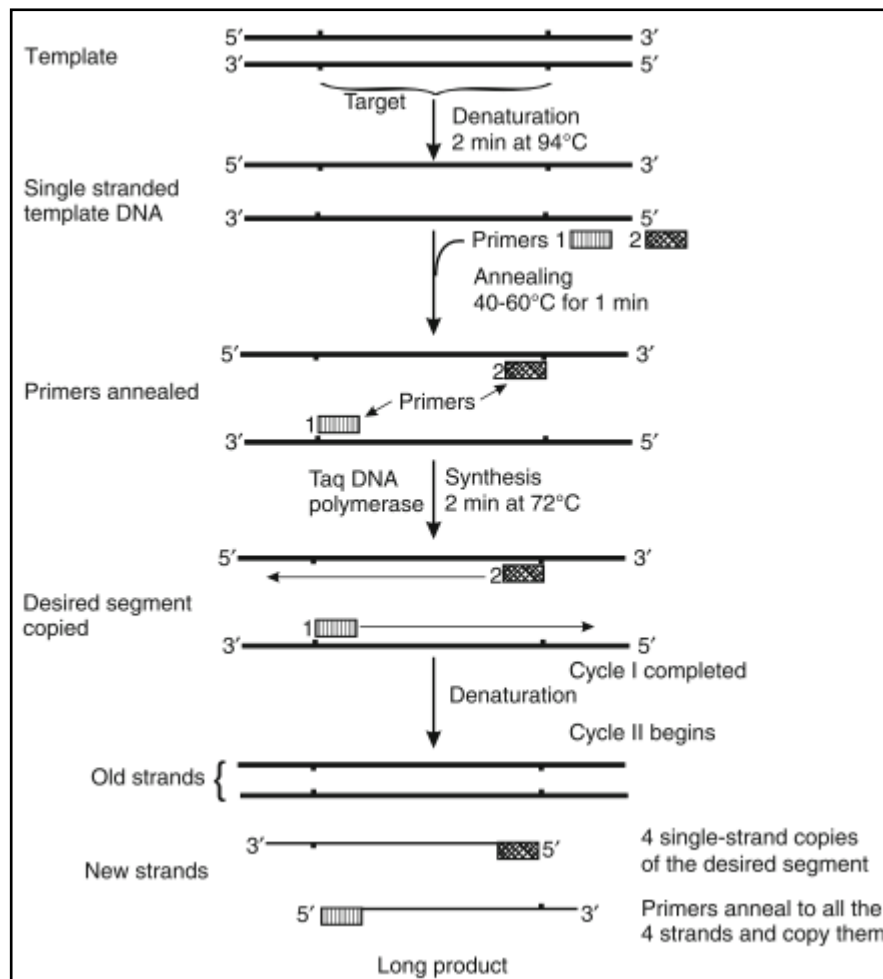 5′ 3′
Template
3′ 5′
Target
Denaturation
2 min at 94°C
5′ 3′
Single stranded
template DNA
3′ 5′
Primers 1 2
Annealing
40-60°C for 1 min
5′ 3′
2
Primers annealed
Primers
1
3′ 5′
Taq DNA
polymerase
Synthesis
2 min at 72°C
5′ 3′
2
Desired segment
copied
1
3′ 5′
Cycle I completed
Denaturation
Cycle II begins
Old strands {
3′ 5′
4 single-strand copies
of the desired segment
New strands
5′ 3′
Primers anneal to all the
4 strands and copy them
Long product